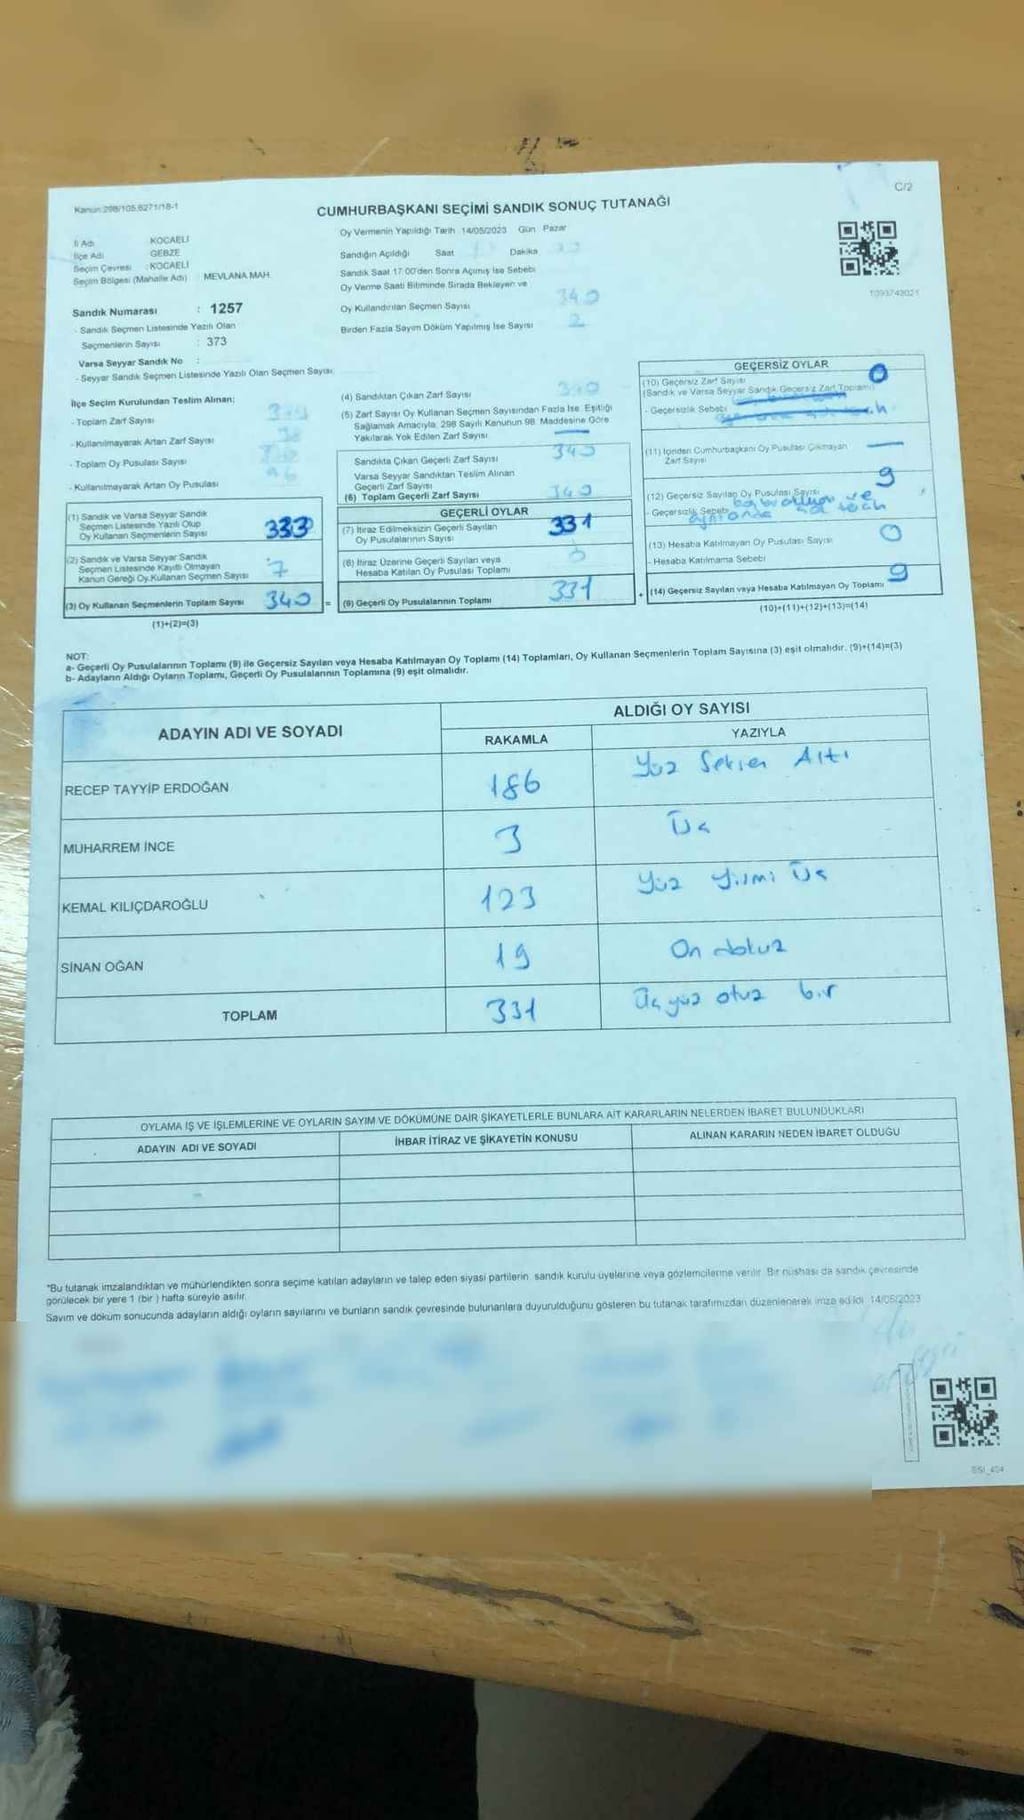 Kanun:298/105,6271/18-1
C/2
CUMHURBAŞKANI SEÇİMİ SANDIK SONUÇ TUTANAĞI
İl Adı KOCAELİ
İlçe Adı GEBZE
Seçim Çevresi : KOCAELİ
Seçim Bölgesi (Mahalle Adı) : MEVLANA MAH.
Sandık Numarası : 1257
- Sandık Seçmen Listesinde Yazılı Olan
Seçmenlerin Sayısı : 373
Varsa Seyyar Sandık No :
- Seyyar Sandık Seçmen Listesinde Yazılı Olan Seçmen Sayısı
Oy Vermenin Yapıldığı Tarih 14/05/2023 Gün Pazar
Sandığın Açıldığı Saat Dakika
Sandık Saat 17:00'den Sonra Açımış İse Sebebi
Oy Verme Saati Bitiminde Sırada Bekleyen ve
Oy Kullandırılan Seçmen Sayısı 340
Birden Fazla Sayım Döküm Yapılmış İse Sayısı 2
T093743021
İlçe Seçim Kurulundan Teslim Alınan:
- Toplam Zarf Sayısı
- Kullanılmayarak Artan Zarf Sayısı
- Toplam Oy Pusulası Sayısı
- Kullanılmayarak Artan Oy Pusulası
(1) Sandık ve Varsa Seyyar Sandık
Seçmen Listesinde Yazılı Olup
Oy Kullanan Seçmenlerin Sayısı 333
(2) Sandık ve Varsa Seyyar Sandık
Seçmen Listesinde Kayıtlı Olmayan
Kanun Gereği Oy Kullanan Seçmen Sayısı 7
(3) Oy Kullanan Seçmenlerin Toplam Sayısı 340 =
(1)+(2)=(3)
(4) Sandıktan Çıkan Zarf Sayısı 340
(5) Zarf Sayısı Oy Kullanan Seçmen Sayısından Fazla İse, Eşitliği
Sağlamak Amacıyla, 298 Sayılı Kanunun 98. Maddesine Göre
Yakılarak Yok Edilen Zarf Sayısı —
Sandıkta Çıkan Geçerli Zarf Sayısı 340
Varsa Seyyar Sandıktan Teslim Alınan
Geçerli Zarf Sayısı
(6) Toplam Geçerli Zarf Sayısı 340
GEÇERLİ OYLAR
(7) İtiraz Edilmeksizin Geçerli Sayılan
Oy Pusulalarının Sayısı 331
(8) İtiraz Üzerine Geçerli Sayılan veya
Hesaba Katılan Oy Pusulası Toplamı 0
(9) Geçerli Oy Pusulalarının Toplamı 331 +
GEÇERSİZ OYLAR
(10) Geçersiz Zarf Sayısı 0
(Sandık ve Varsa Seyyar Sandık Geçersiz Zarf Toplamı)
- Geçersizlik Sebebi
(11) İçinden Cumhurbaşkanı Oy Pusulası Çıkmayan
Zarf Sayısı —
(12) Geçersiz Sayılan Oy Pusulası Sayısı 9
- Geçersizlik Sebebi
(13) Hesaba Katılmayan Oy Pusulası Sayısı 0
- Hesaba Katılmama Sebebi
(14) Geçersiz Sayılan veya Hesaba Katılmayan Oy Toplamı 9
(10)+(11)+(12)+(13)=(14)
NOT:
a- Geçerli Oy Pusulalarının Toplamı (9) ile Geçersiz Sayılan veya Hesaba Katılmayan Oy Toplamı (14) Toplamları, Oy Kullanan Seçmenlerin Toplam Sayısına (3) eşit olmalıdır. (9)+(14)=(3)
b- Adayların Aldığı Oyların Toplamı, Geçerli Oy Pusulalarının Toplamına (9) eşit olmalıdır.
ADAYIN ADI VE SOYADI ALDIĞI OY SAYISI
RAKAMLA YAZIYLA
RECEP TAYYİP ERDOĞAN 186 Yüz Seksen Altı
MUHARREM İNCE 3 Üç
KEMAL KILIÇDAROĞLU 123 Yüz Yirmi Üç
SİNAN OĞAN 19 On dokuz
TOPLAM 331 Üçyüz otuz bir
OYLAMA İŞ VE İŞLEMLERİNE VE OYLARIN SAYIM VE DÖKÜMÜNE DAİR ŞİKAYETLERLE BUNLARA AİT KARARLARIN NELERDEN İBARET BULUNDUKLARI
ADAYIN ADI VE SOYADI İHBAR İTİRAZ VE ŞİKAYETİN KONUSU ALINAN KARARIN NEDEN İBARET OLDUĞU
*Bu tutanak imzalandıktan ve mühürlendikten sonra seçime katılan adayların ve talep eden siyasi partilerin sandık kurulu üyelerine veya gözlemcilerine verilir. Bir nüshası da sandık çevresinde
görülecek bir yere 1 (bir ) hafta süreyle asılır.
Sayım ve döküm sonucunda adayların aldığı oyların sayılarını ve bunların sandık çevresinde bulunanlara duyurulduğunu gösteren bu tutanak tarafımızdan düzenlenerek imza edildi. 14/05/2023